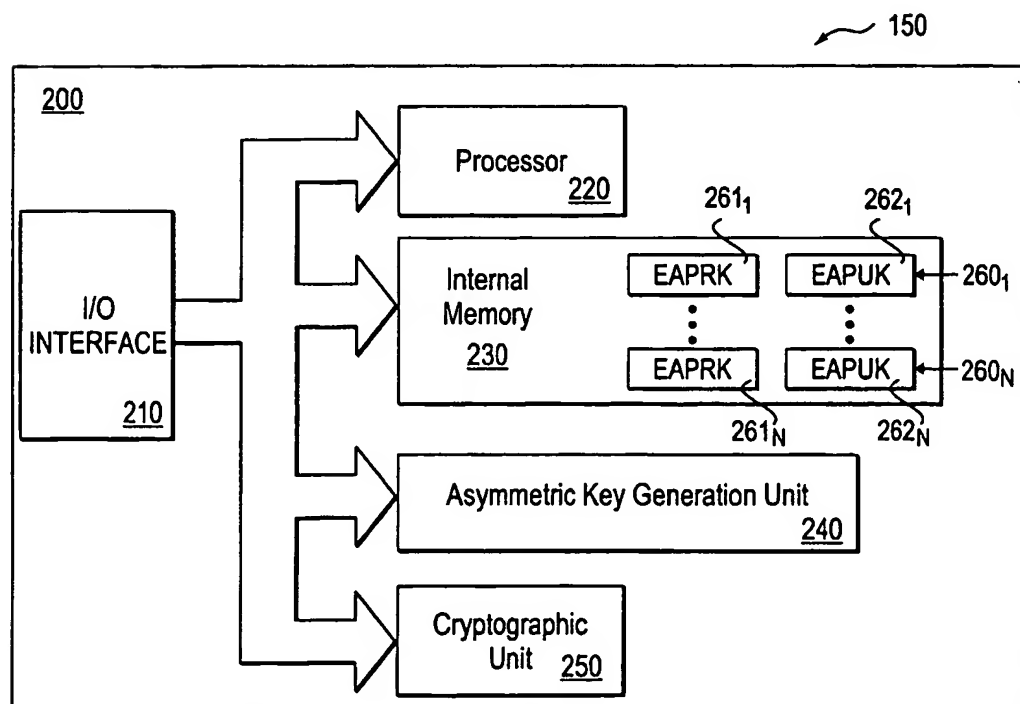 150
200
Processor
220
I/O
INTERFACE
210
Internal
Memory
230
261₁
262₁
EAPRK
EAPUK
260₁
EAPRK
EAPUK
260N
261N
262N
Asymmetric Key Generation Unit
240
Cryptographic
Unit
250